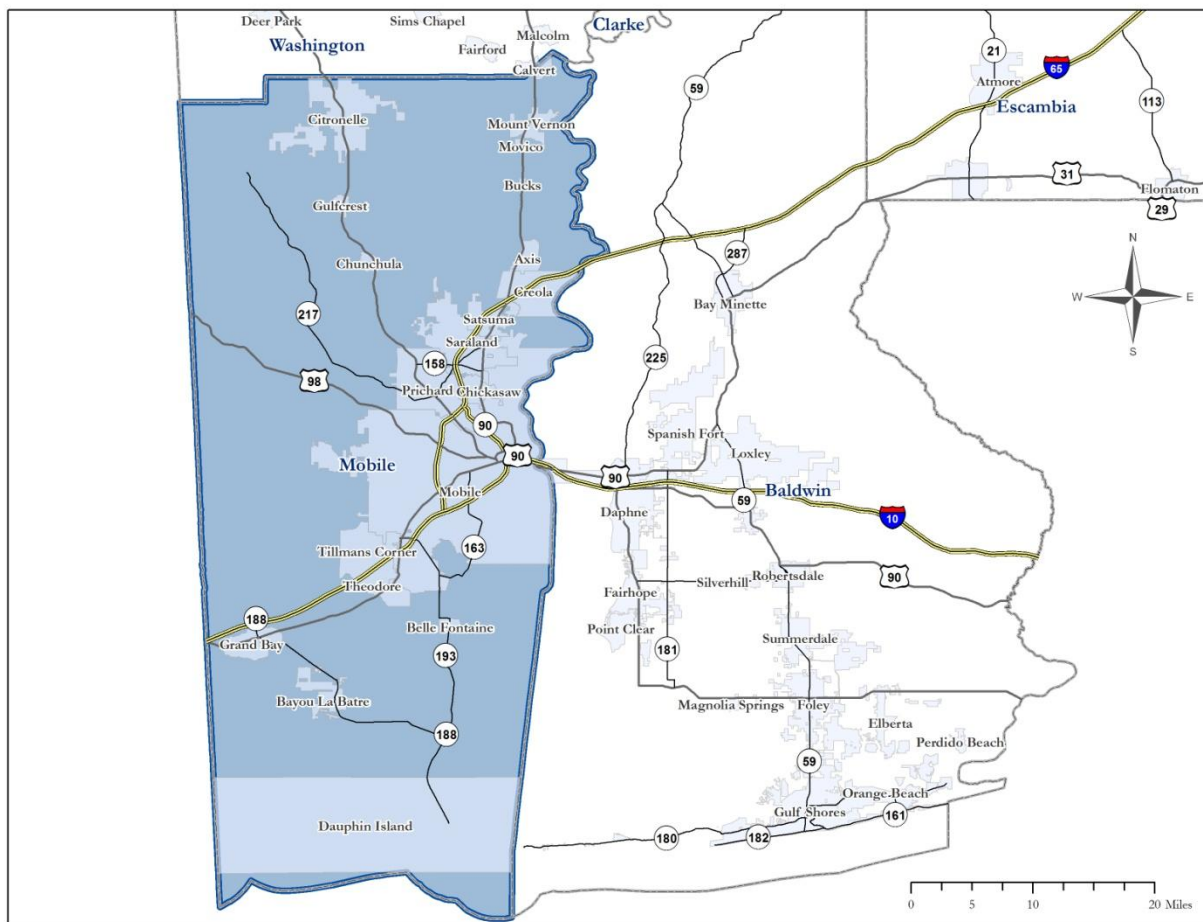 Deer Park
Sims Chapel
Clarke
Washington
Malcolm
Fairford
Calvert
21
65
59
Atmore
113
Escambia
Citronelle
Mount Vernon
Movico
31
Bucks
Flomaton
Gulfcrest
29
N
287
Axis
Chunchula
W
E
Creola
Bay Minette
217
Satsuma
S
Saraland
225
158
98
Prichard
Chickasaw
90
Spanish Fort
90
Loxley
Mobile
90
Mobile
Baldwin
59
Daphne
10
163
Tillmans Corner
Silverhill
Robertsdale
90
Theodore
Fairhope
188
Belle Fontaine
Point Clear
Grand Bay
Summerdale
193
181
Bayou La Batre
Magnolia Springs
Foley
Elberta
188
Perdido Beach
59
Orange Beach
Gulf Shores
161
Dauphin Island
180
182
0
5
10
20 Miles